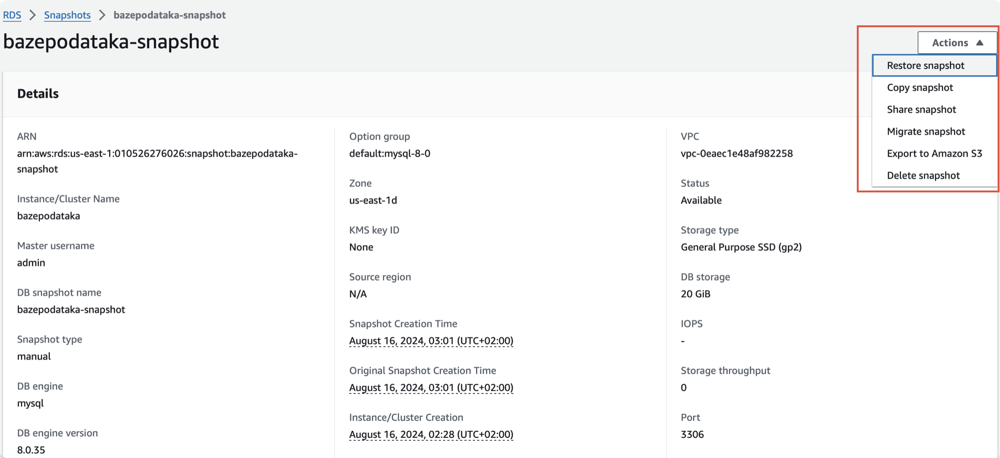 RDS > Snapshots > bazepodataka-snapshot
bazepodataka-snapshot
Actions
Restore snapshot
Copy snapshot
Share snapshot
Migrate snapshot
Export to Amazon S3
Delete snapshot
Details
ARN
arn:aws:rds:us-east-1:010526276026:snapshot:bazepodataka-
snapshot
Instance/Cluster Name
bazepodataka
Master username
admin
DB snapshot name
bazepodataka-snapshot
Snapshot type
manual
DB engine
mysql
DB engine version
8.0.35
Option group
default:mysql-8-0
Zone
us-east-1d
KMS key ID
None
Source region
N/A
Snapshot Creation Time
August 16, 2024, 03:01 (UTC+02:00)
Original Snapshot Creation Time
August 16, 2024, 03:01 (UTC+02:00)
Instance/Cluster Creation
August 16, 2024, 02:28 (UTC+02:00)
VPC
vpc-0eaec1e48af982258
Status
Available
Storage type
General Purpose SSD (gp2)
DB storage
20 GiB
IOPS
-
Storage throughput
0
Port
3306